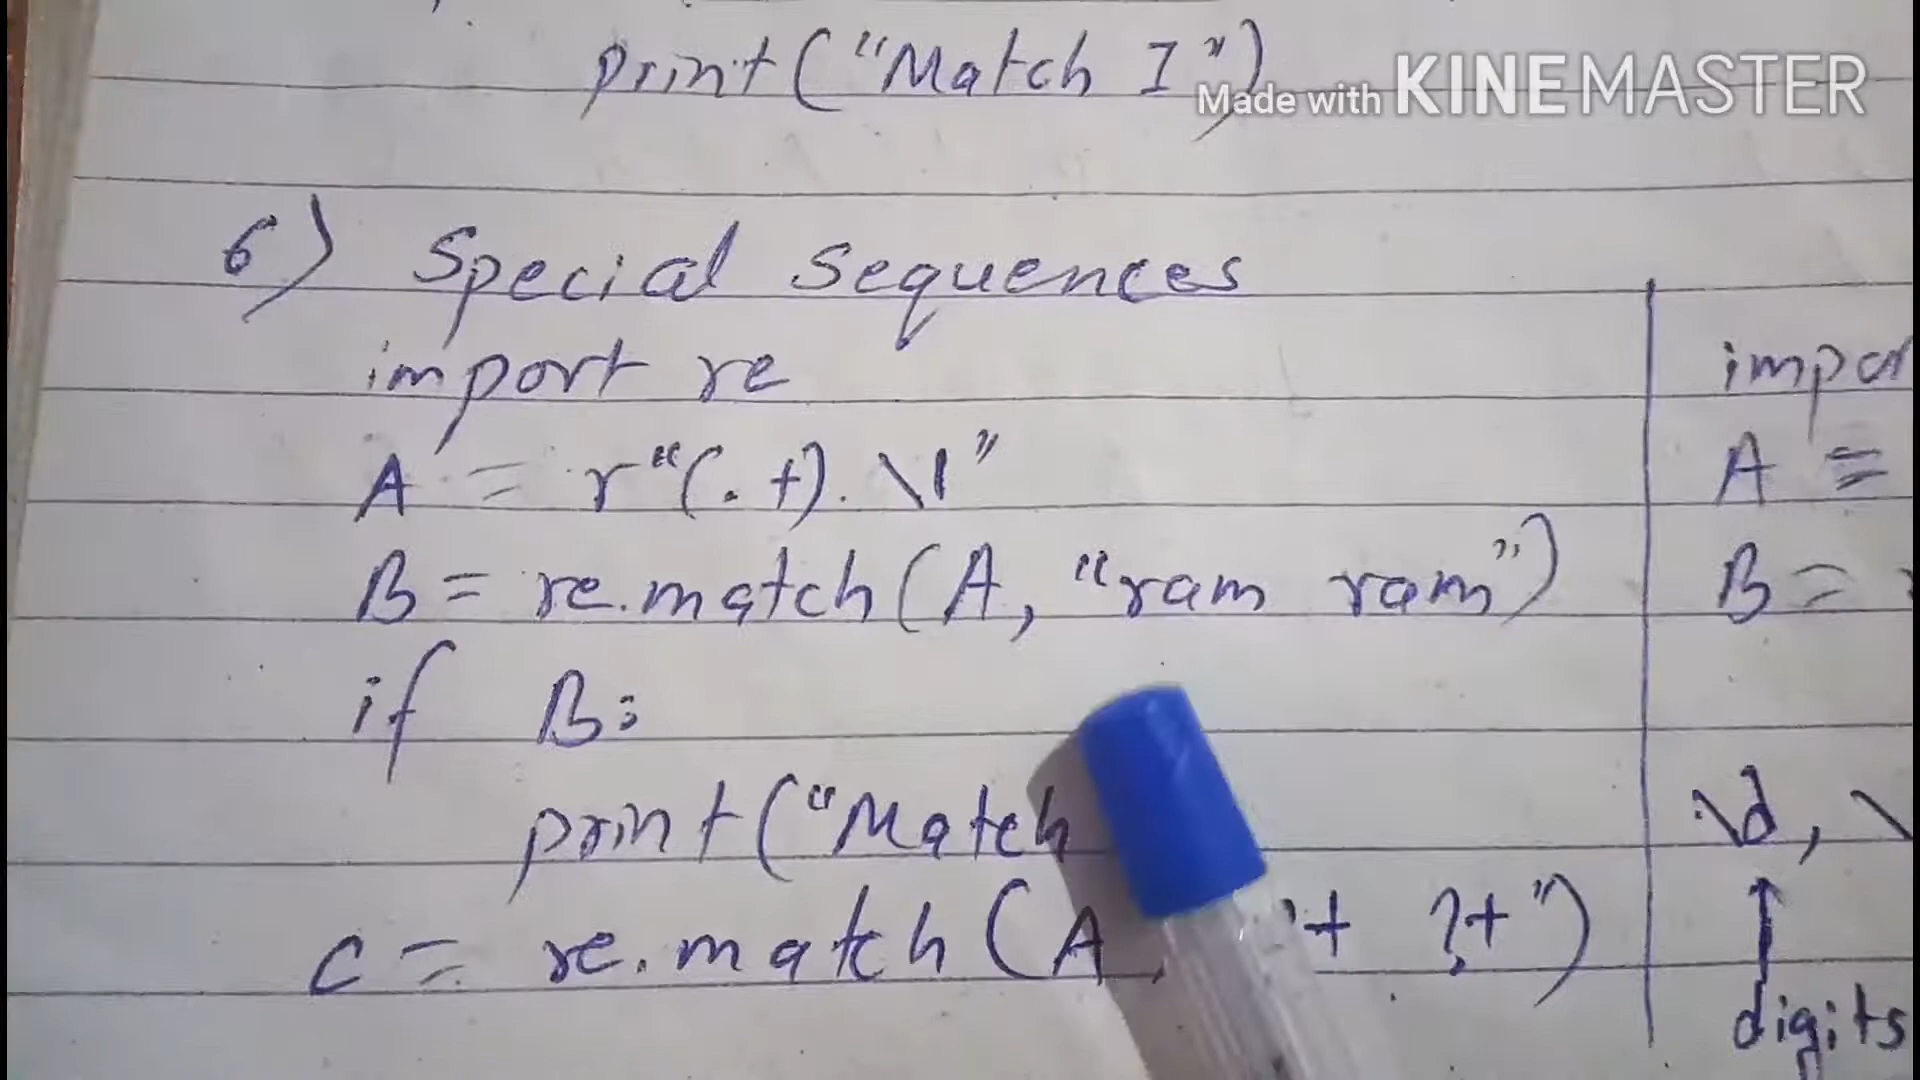 print("Match I")
Made with KINEMASTER
6) Special Sequences
import re
A = r"(.+).\1"
B = re.match(A, "ram ram")
if B:
print("Match
C = re.match(A, + ?+")
impor
A =
B =
\d, \
digits